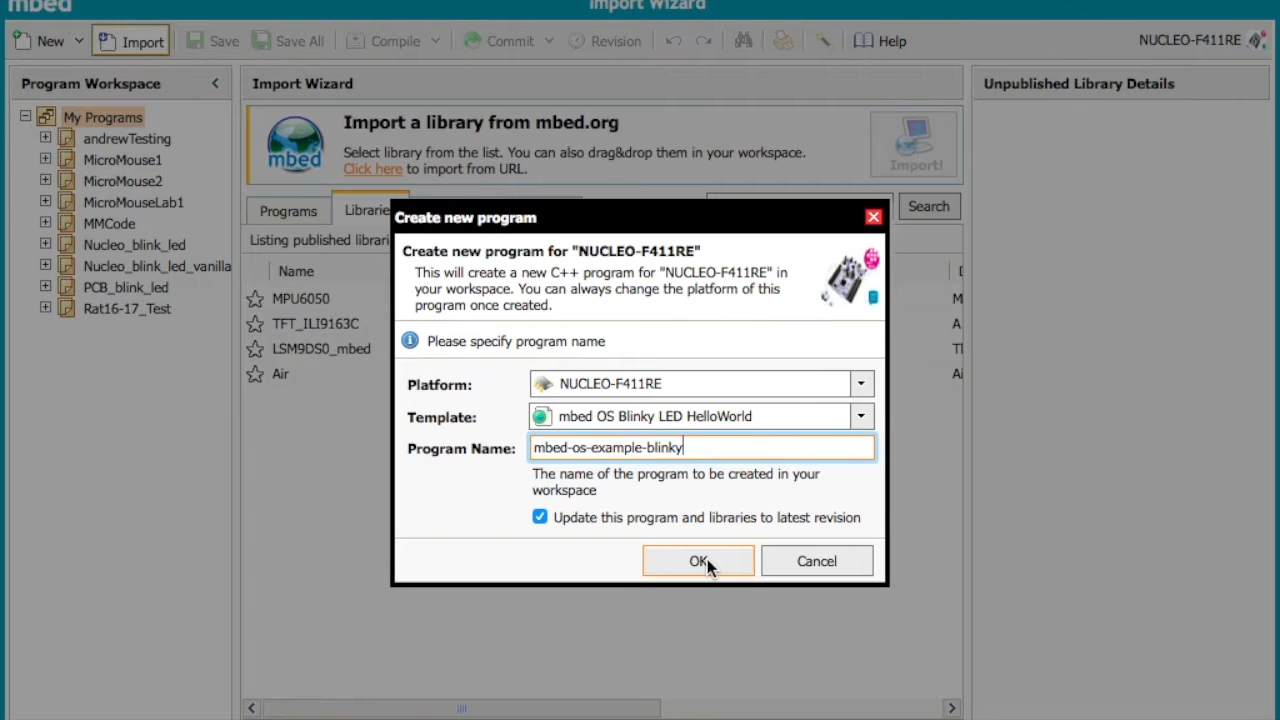 mbed
Import Wizard
New
Import
Save
Save All
Compile
Commit
Revision
Help
NUCLEO-F411RE
Program Workspace
My Programs
andrewTesting
MicroMouse1
MicroMouse2
MicroMouseLab1
MMCode
Nucleo_blink_led
Nucleo_blink_led_vanilla
PCB_blink_led
Rat16-17_Test
Import Wizard
Import a library from mbed.org
Select library from the list. You can also drag&drop them in your workspace.
Click here to import from URL.
mbed
Import!
Programs
Librarie
Search
Listing published librari
Name
MPU6050
M
TFT_ILI9163C
A
LSM9DS0_mbed
Air
Ai
Unpublished Library Details
Create new program
Create new program for "NUCLEO-F411RE"
This will create a new C++ program for "NUCLEO-F411RE" in
your workspace. You can always change the platform of this
program once created.
Please specify program name
Platform:
NUCLEO-F411RE
Template:
mbed OS Blinky LED HelloWorld
Program Name:
mbed-os-example-blinky
The name of the program to be created in your
workspace
Update this program and libraries to latest revision
OK
Cancel